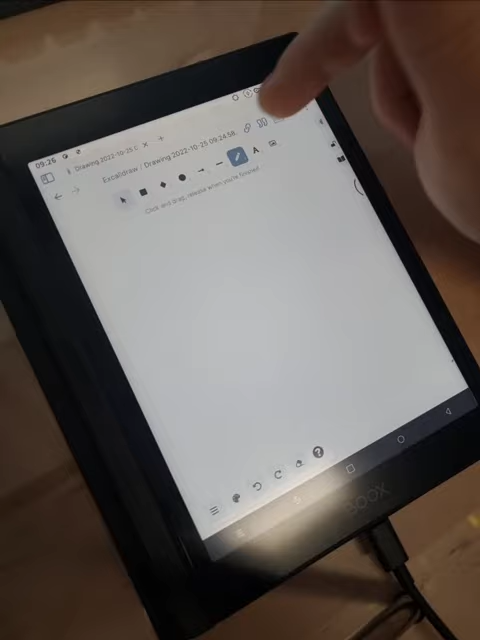 09:26
Drawing 2022-10-25 0
Excalidraw / Drawing 2022-10-25 09.24.58.
A
Click and drag, release when you're finished
?
BOOX